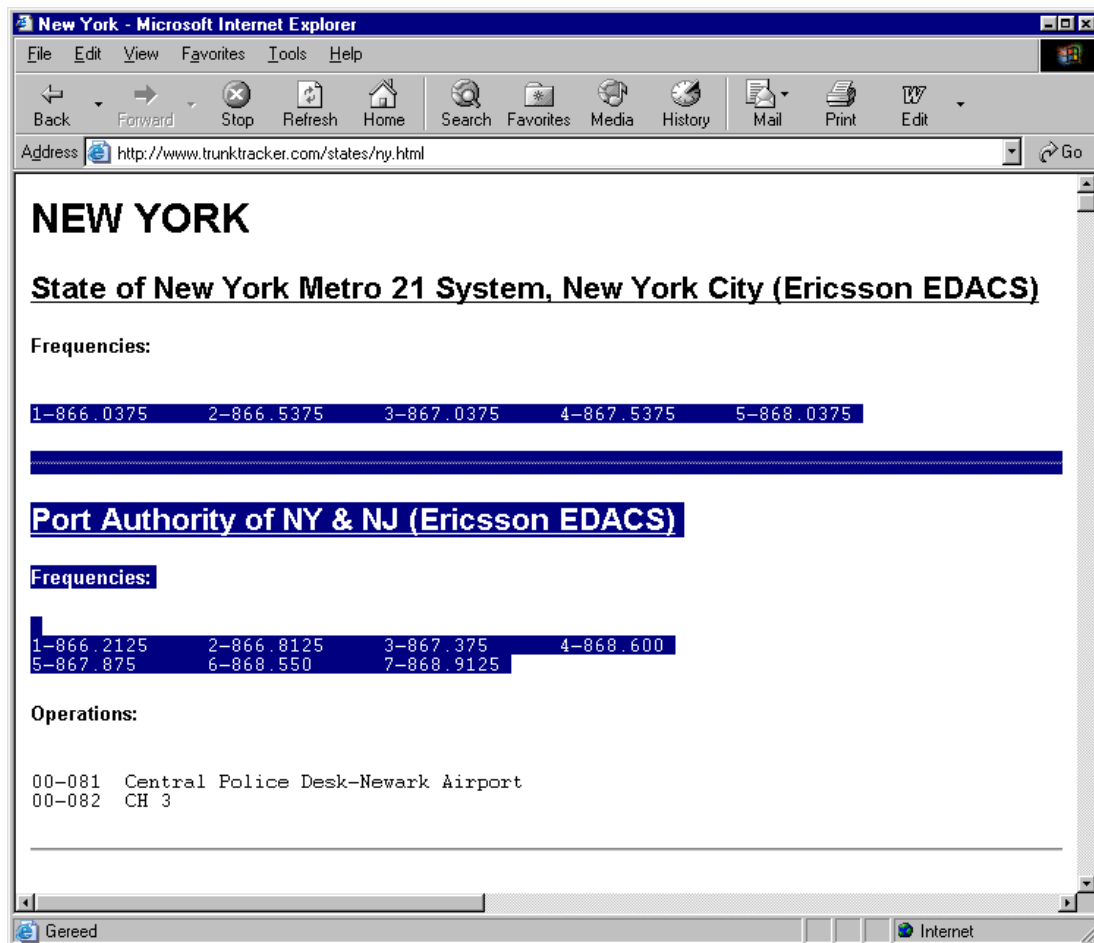 New York - Microsoft Internet Explorer
File Edit View Favorites Tools Help
Back Forward Stop Refresh Home Search Favorites Media History Mail Print Edit
Address http://www.trunktracker.com/states/ny.html Go
NEW YORK
State of New York Metro 21 System, New York City (Ericsson EDACS)
Frequencies:
1-866.0375 2-866.5375 3-867.0375 4-867.5375 5-868.0375
Port Authority of NY & NJ (Ericsson EDACS)
Frequencies:
1-866.2125 2-866.8125 3-867.375 4-868.600
5-867.875 6-868.550 7-868.9125
Operations:
00-081 Central Police Desk-Newark Airport
00-082 CH 3
Gereed Internet